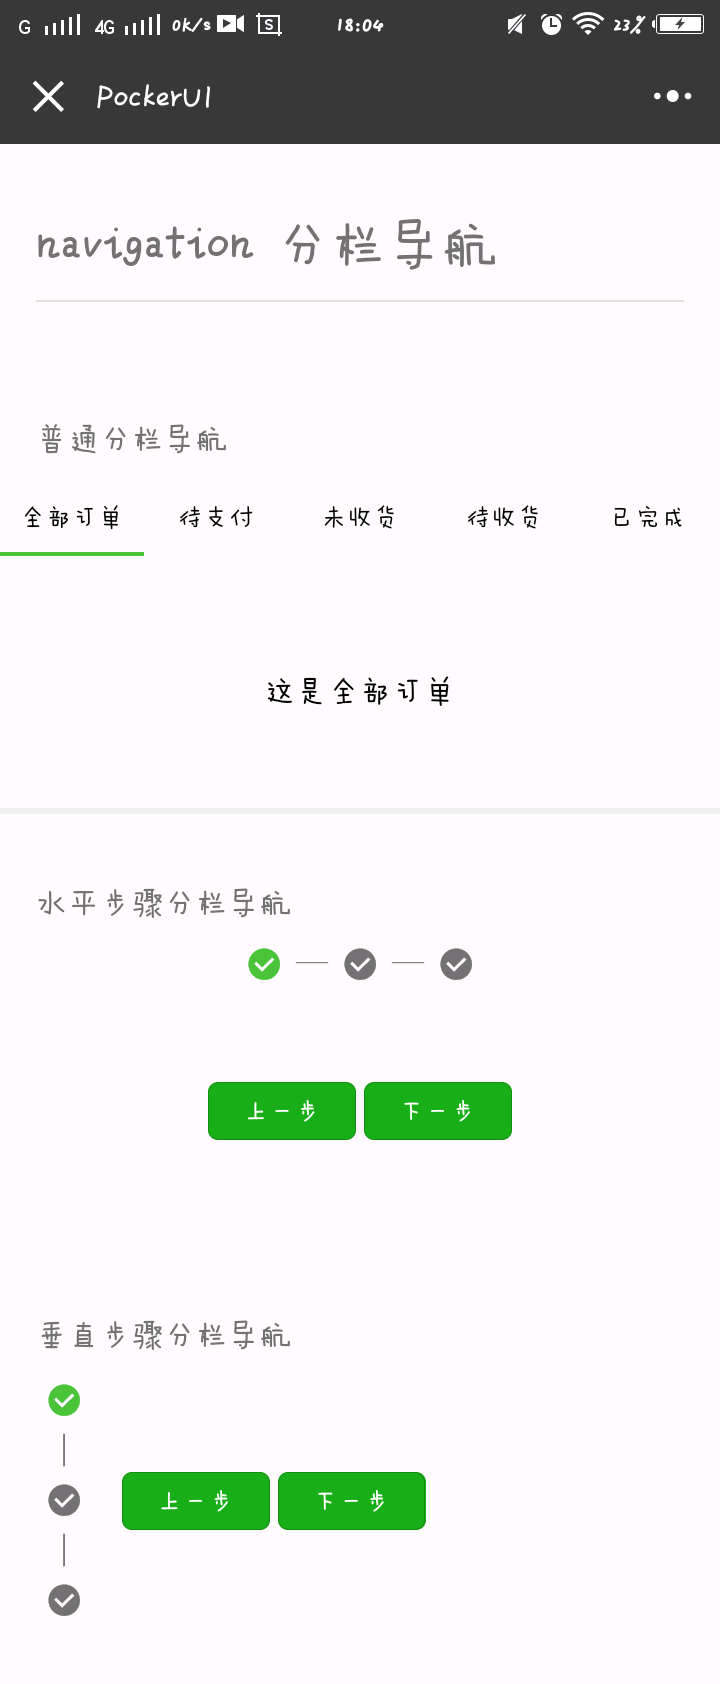 G 4G 0K/s S 18:04 23%
PockerUI
navigation 分栏导航
普通分栏导航
全部订单 待支付 未收货 待收货 已完成
这是全部订单
水平步骤分栏导航
上一步 下一步
垂直步骤分栏导航
上一步 下一步